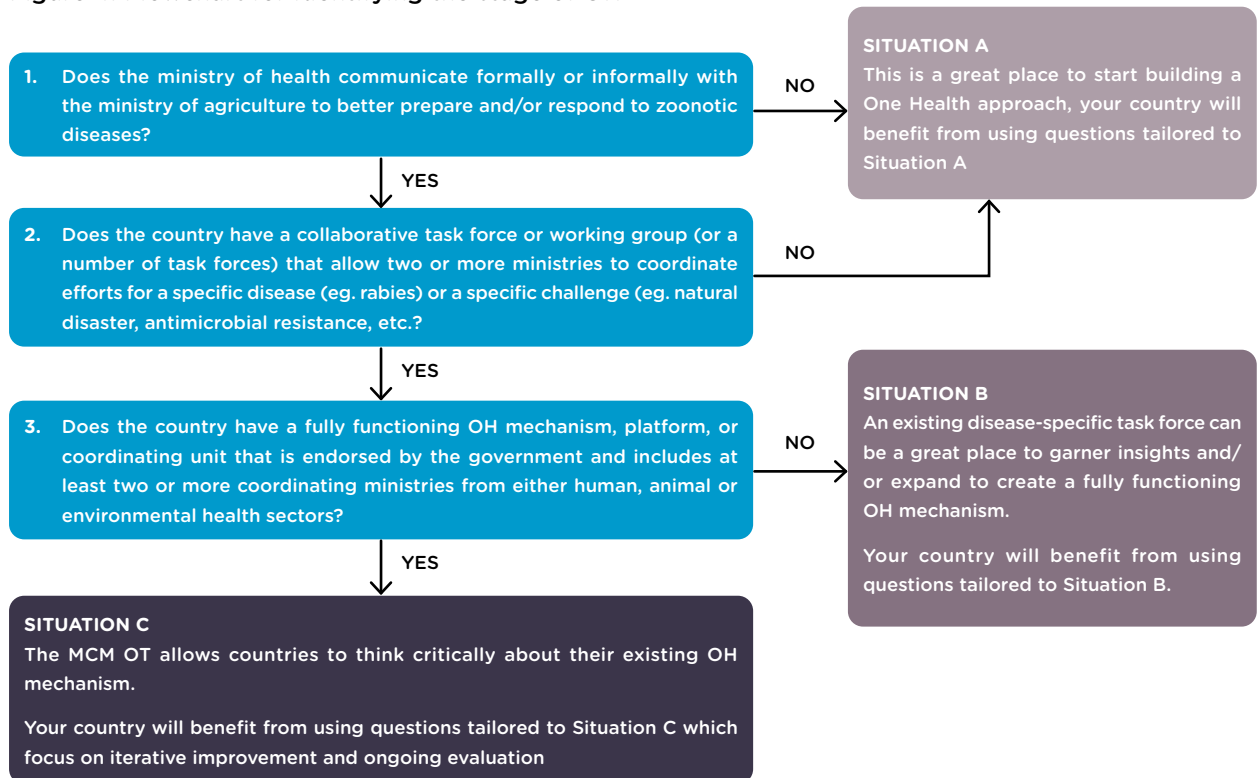 1. Does the ministry of health communicate formally or informally with
the ministry of agriculture to better prepare and/or respond to zoonotic
diseases?
NO
SITUATION A
This is a great place to start building a
One Health approach, your country will
benefit from using questions tailored to
Situation A
YES
2. Does the country have a collaborative task force or working group (or a
number of task forces) that allow two or more ministries to coordinate
efforts for a specific disease (eg. rabies) or a specific challenge (eg. natural
disaster, antimicrobial resistance, etc.?
NO
YES
3. Does the country have a fully functioning OH mechanism, platform, or
coordinating unit that is endorsed by the government and includes at
least two or more coordinating ministries from either human, animal or
environmental health sectors?
NO
SITUATION B
An existing disease-specific task force can
be a great place to garner insights and/
or expand to create a fully functioning
OH mechanism.
Your country will benefit from using
questions tailored to Situation B.
YES
SITUATION C
The MCM OT allows countries to think critically about their existing OH
mechanism.
Your country will benefit from using questions tailored to Situation C which
focus on iterative improvement and ongoing evaluation